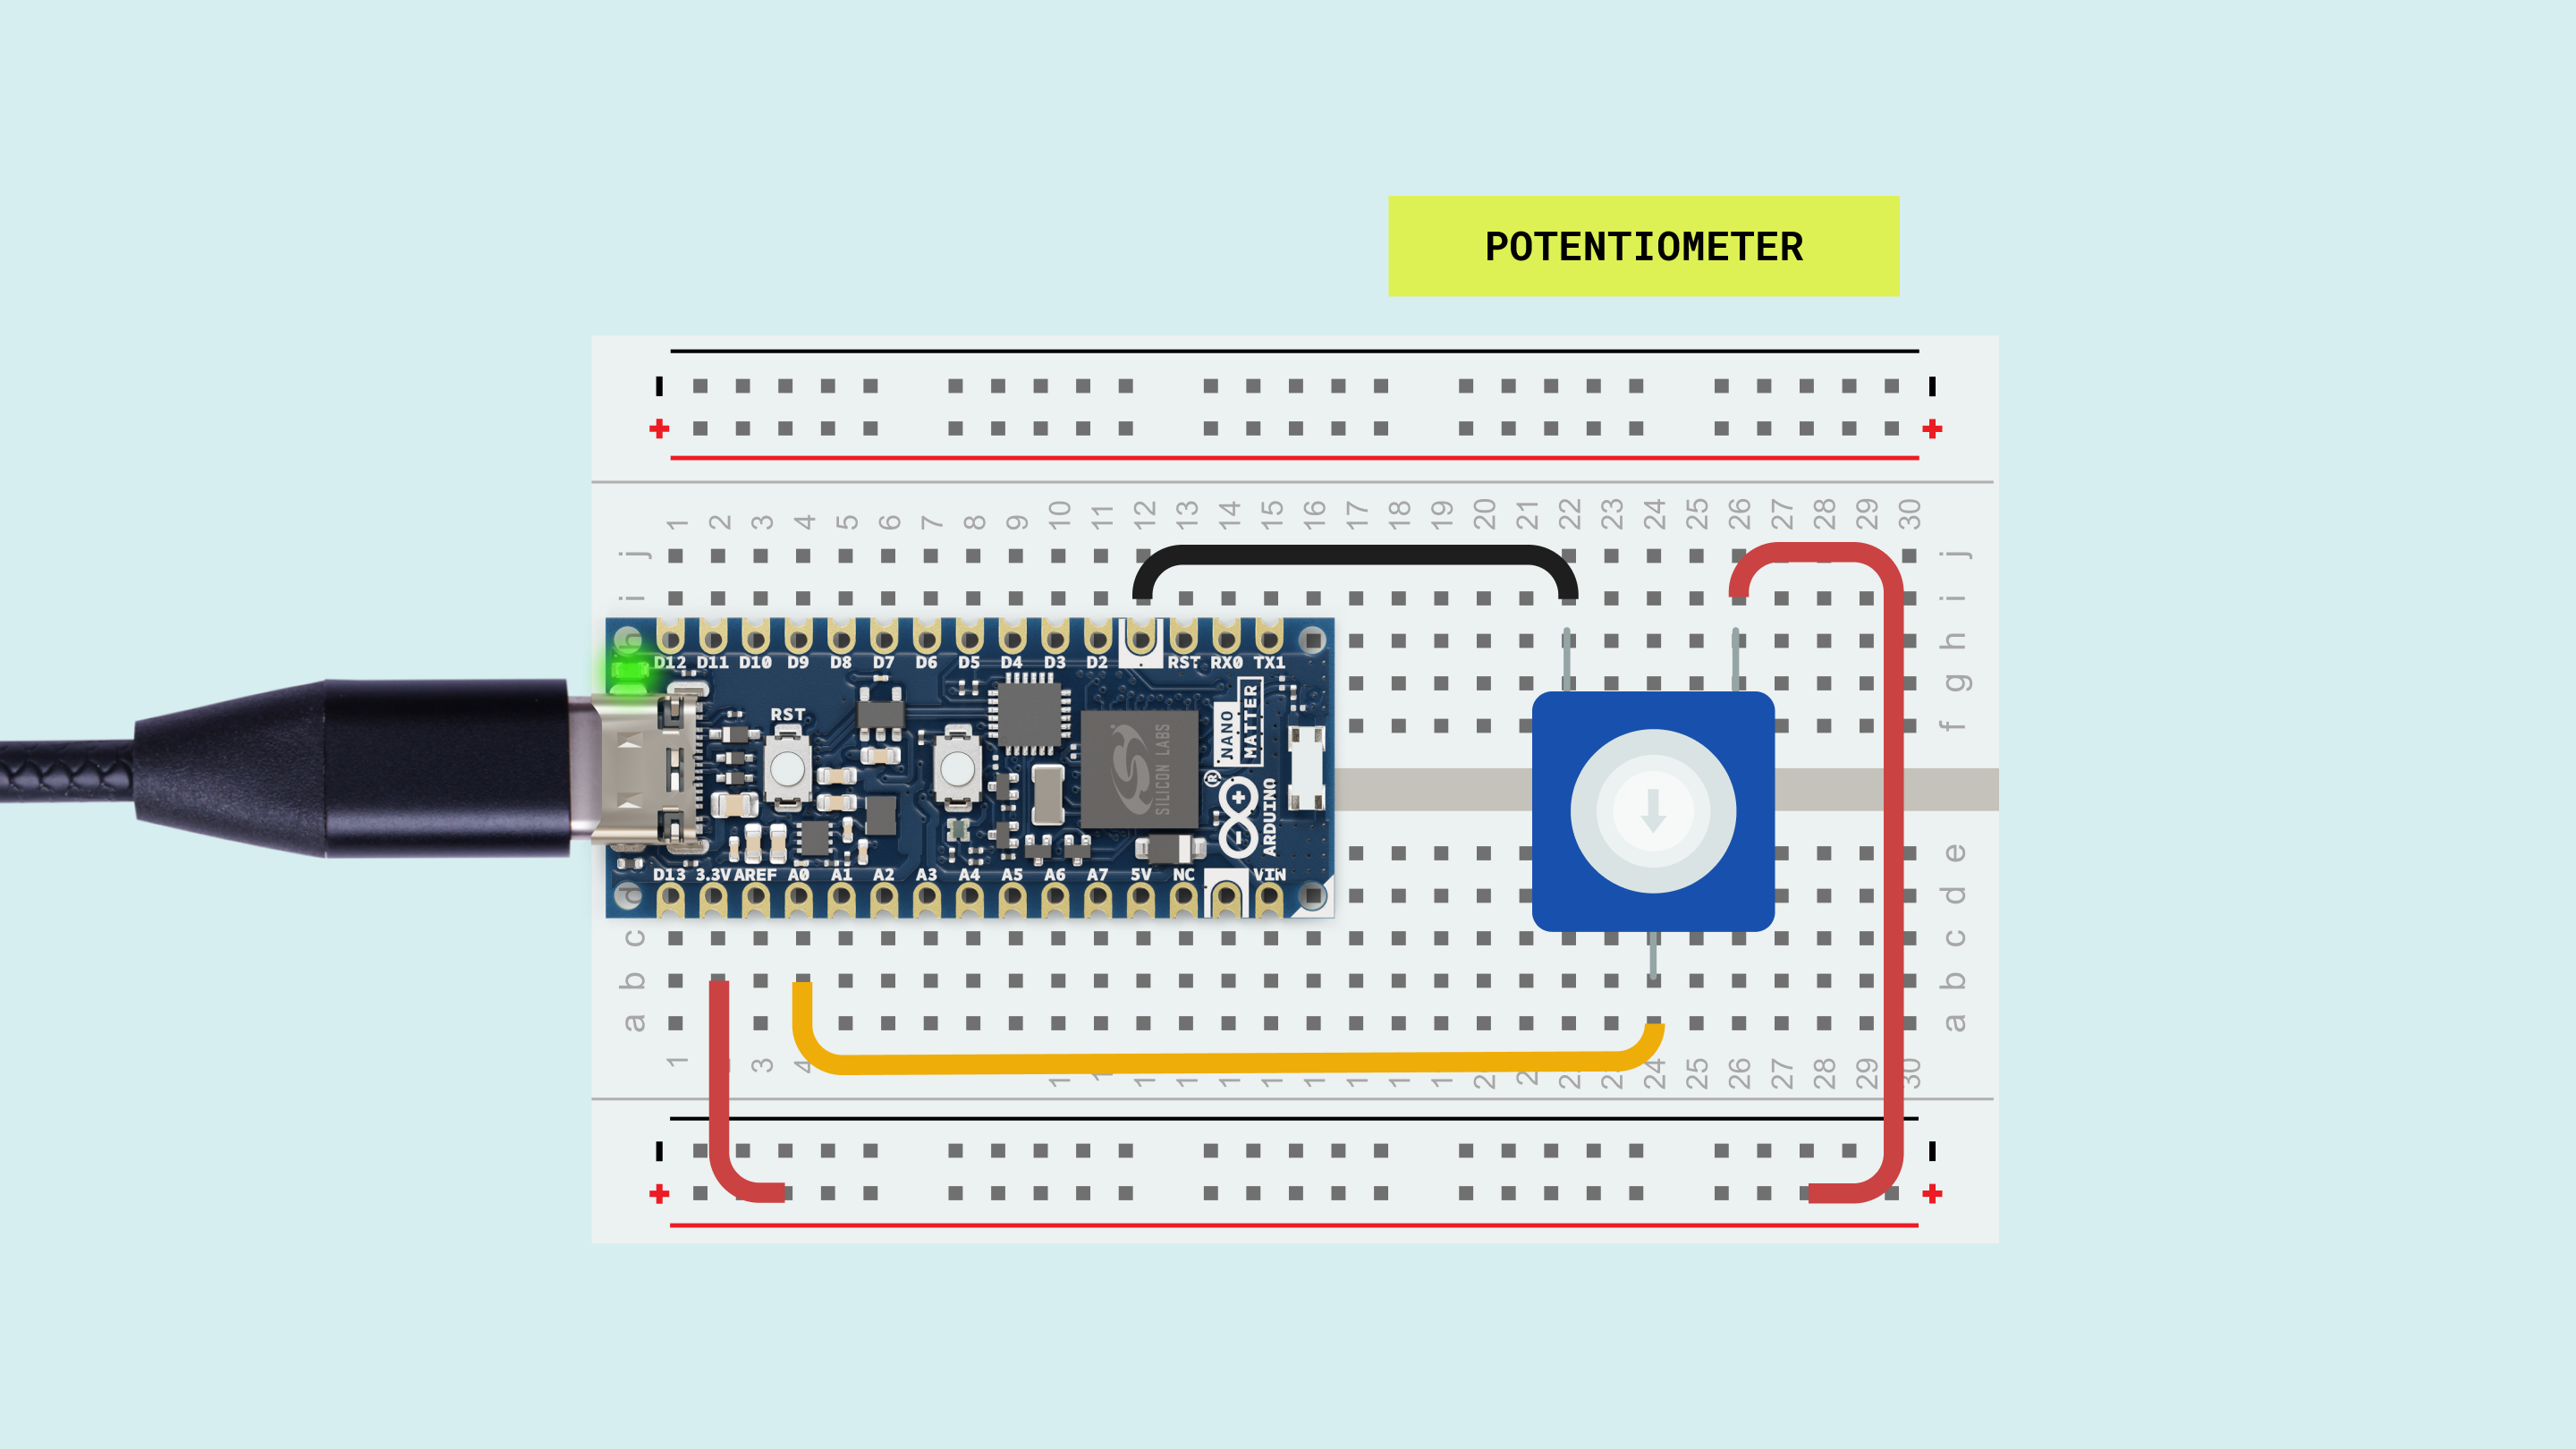 POTENTIOMETER
1 2 3 4 5 6 7 8 9 10 11 12 13 14 15 16 17 18 19 20 21 22 23 24 25 26 27 28 29 30
j j
i i
h h
D12 D11 D10 D9 D8 D7 D6 D5 D4 D3 D2 RST RX0 TX1
g
f
RST
NANO
MATTER
SILICON LABS
®
ARDUINO
e
D13 3.3V AREF A0 A1 A2 A3 A4 A5 A6 A7 5V NC VIN
d d
c c
b b
a a
1 3 4 24 25 26 27 28 29 30